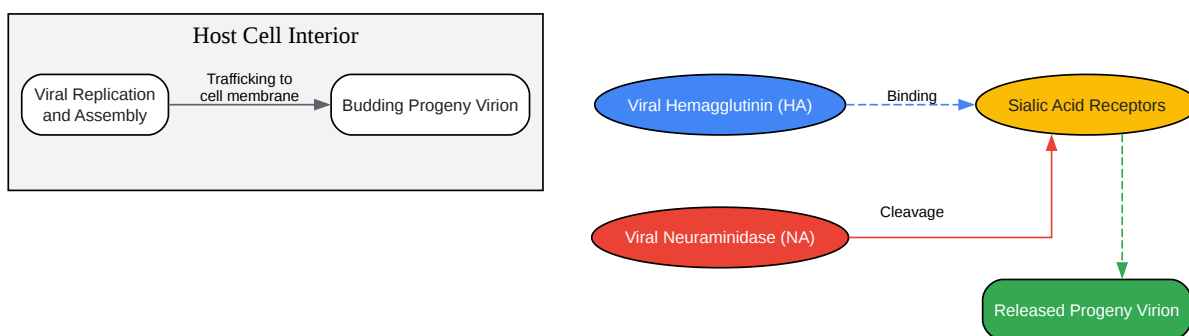 Host Cell Interior
Viral Replication
and Assembly
Trafficking to
cell membrane
Budding Progeny Virion
Viral Hemagglutinin (HA)
Binding
Sialic Acid Receptors
Viral Neuraminidase (NA)
Cleavage
Released Progeny Virion